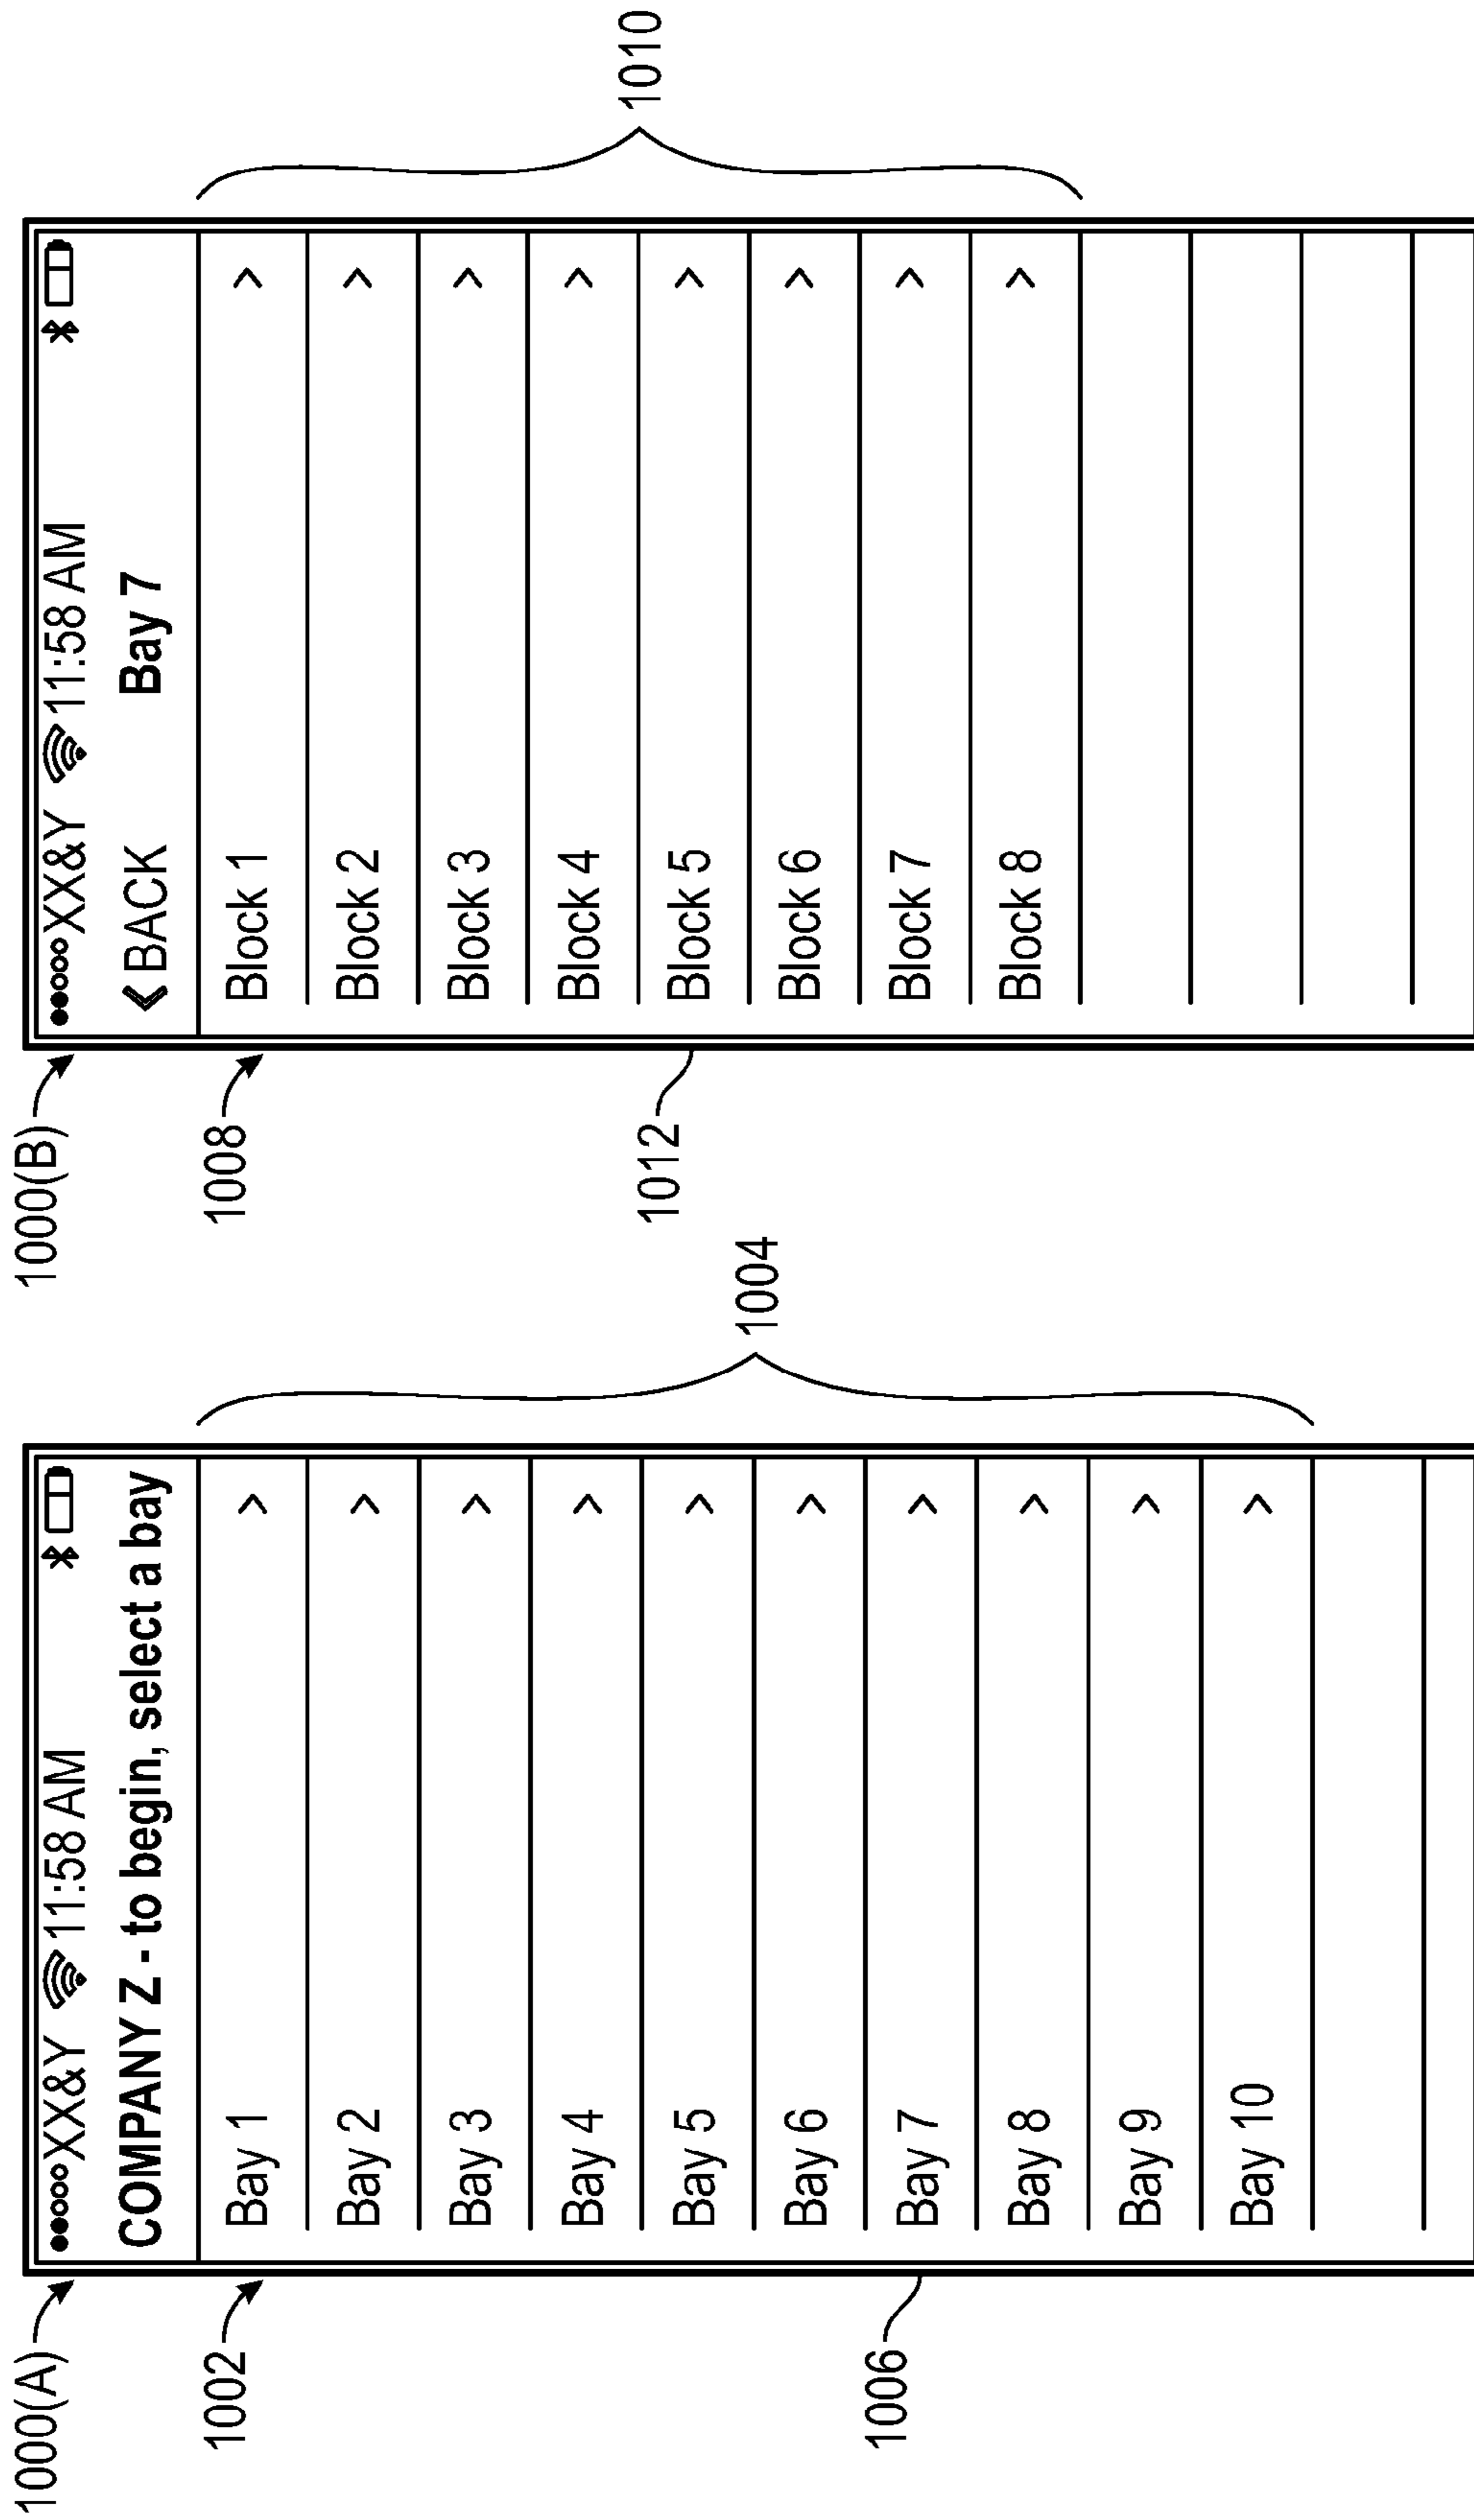 1000(A)
XX&Y 11:58 AM
COMPANY Z - to begin, select a bay
1002
Bay 1 >
Bay 2 >
Bay 3 >
Bay 4 >
Bay 5 >
Bay 6 >
Bay 7 >
Bay 8 >
Bay 9 >
Bay 10 >
1004
1006
1000(B)
XX&Y 11:58 AM
« BACK Bay 7
1008
Block 1 >
Block 2 >
Block 3 >
Block 4 >
Block 5 >
Block 6 >
Block 7 >
Block 8 >
1010
1012